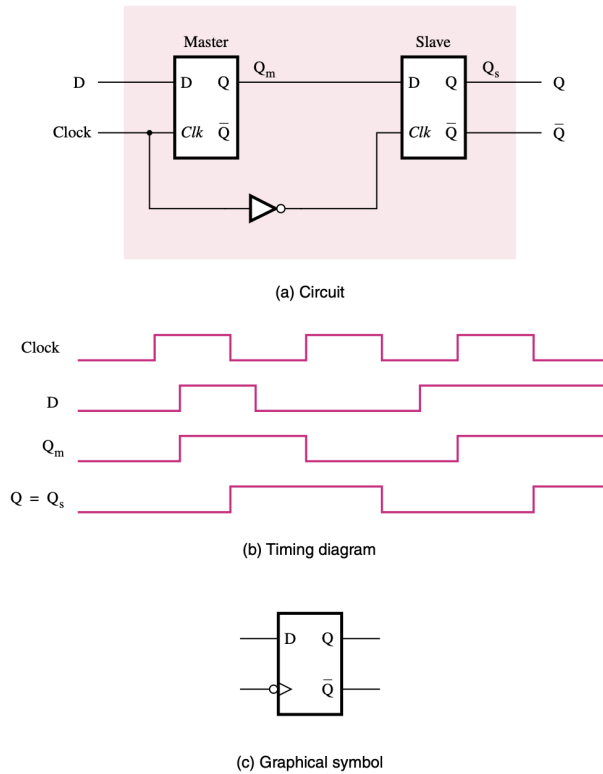 Master Slave
D D Q Qm D Q Qs Q
Clock Clk Q̅ Clk Q̅ Q̅
(a) Circuit
Clock
D
Qm
Q = Qs
(b) Timing diagram
D Q
Q̅
(c) Graphical symbol